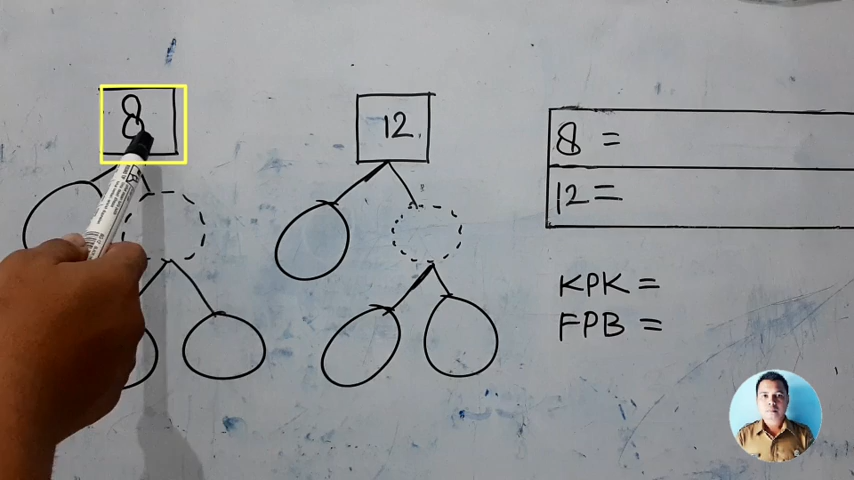 8
12
8 =
12 =
KPK =
FPB =